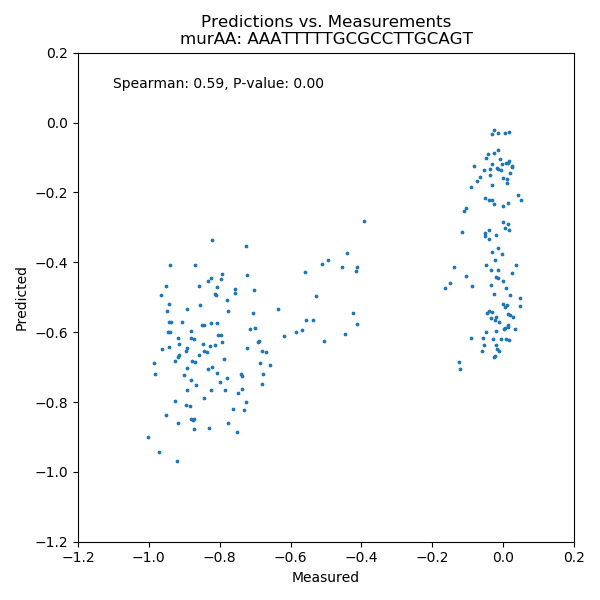 Predictions vs. Measurements
murAA: AAATTTTTGCGCCTTGCAGT
Spearman: 0.59, P-value: 0.00
0.2
0.0
−0.2
−0.4
−0.6
−0.8
−1.0
−1.2
Predicted
−1.2 −1.0 −0.8 −0.6 −0.4 −0.2 0.0 0.2
Measured